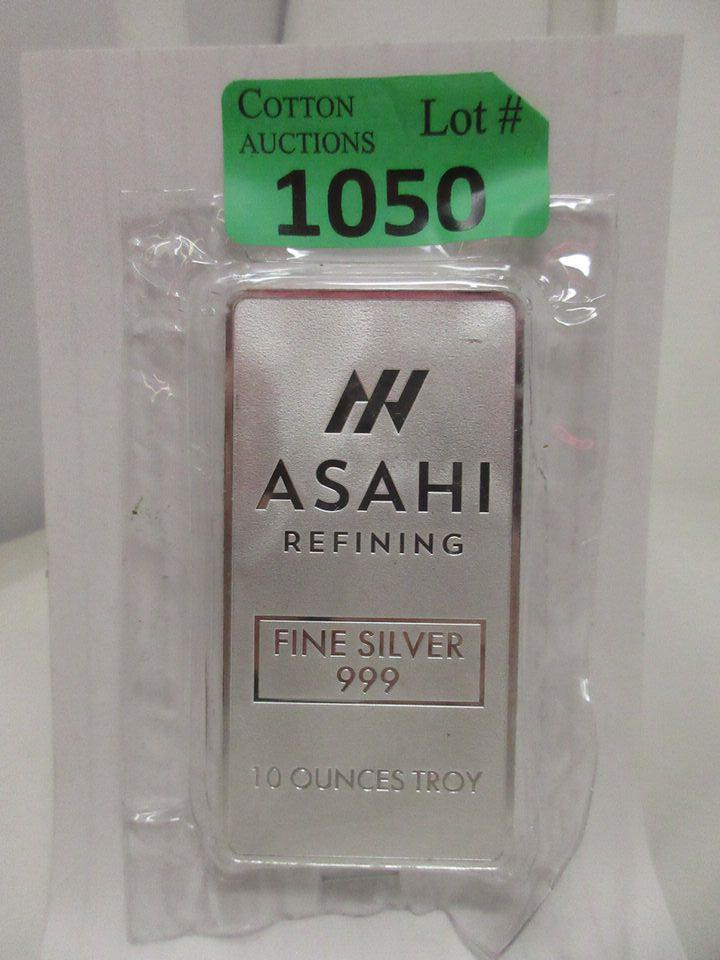 COTTON
AUCTIONS
Lot #
1050
ASAHI
REFINING
FINE SILVER
999
10 OUNCES TROY